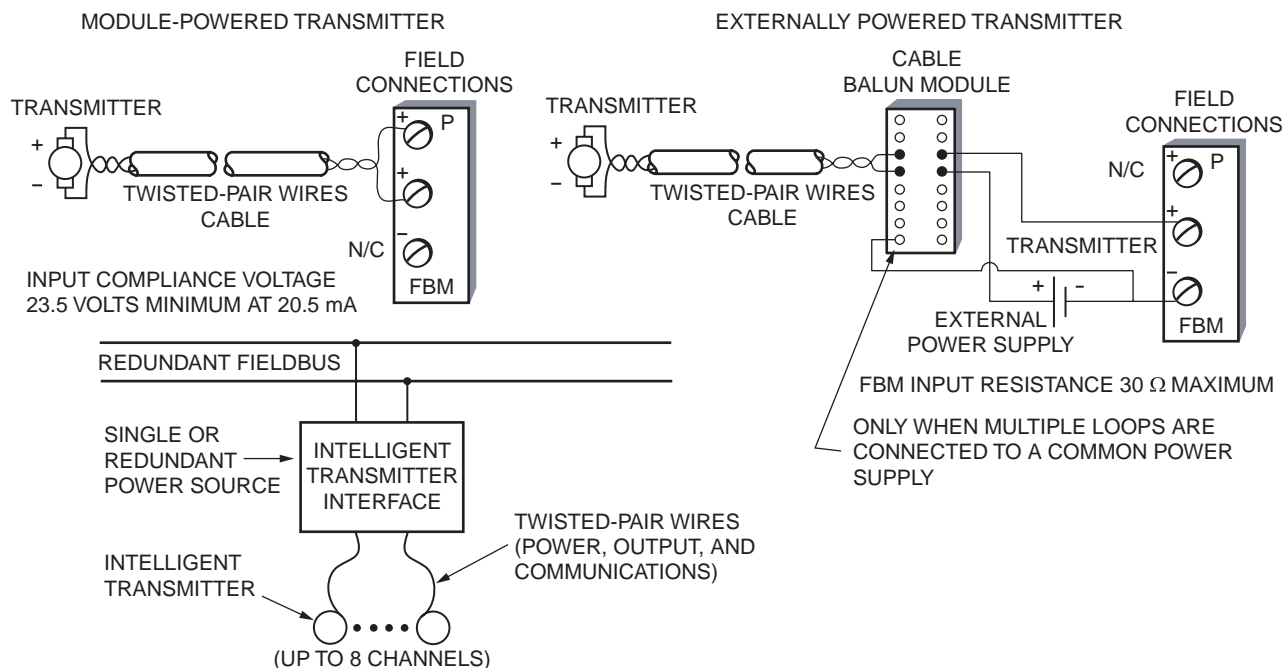 MODULE-POWERED TRANSMITTER
FIELD
CONNECTIONS
TRANSMITTER
+
−
+
P
+
−
N/C
FBM
TWISTED-PAIR WIRES
CABLE
INPUT COMPLIANCE VOLTAGE
23.5 VOLTS MINIMUM AT 20.5 mA
EXTERNALLY POWERED TRANSMITTER
CABLE
BALUN MODULE
TRANSMITTER
+
−
TWISTED-PAIR WIRES
CABLE
FIELD
CONNECTIONS
N/C
+
P
+
TRANSMITTER
−
+ -
EXTERNAL
POWER SUPPLY
FBM
FBM INPUT RESISTANCE 30 Ω MAXIMUM
ONLY WHEN MULTIPLE LOOPS ARE
CONNECTED TO A COMMON POWER
SUPPLY
REDUNDANT FIELDBUS
SINGLE OR
REDUNDANT
POWER SOURCE
INTELLIGENT
TRANSMITTER
INTERFACE
TWISTED-PAIR WIRES
(POWER, OUTPUT, AND
COMMUNICATIONS)
INTELLIGENT
TRANSMITTER
(UP TO 8 CHANNELS)